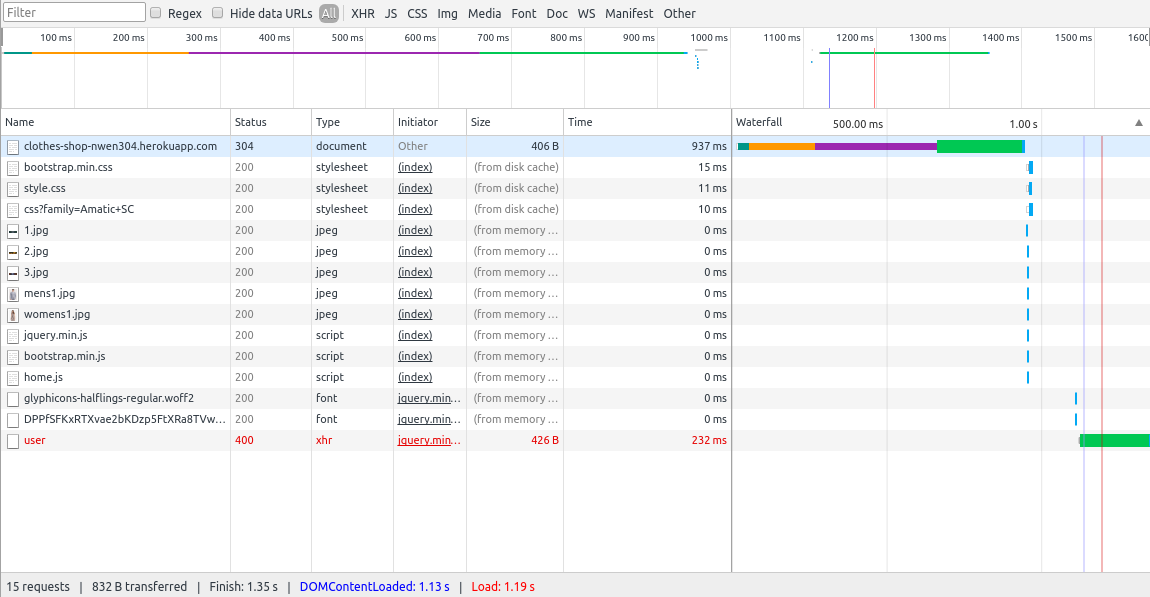 Filter Regex Hide data URLs All XHR JS CSS Img Media Font Doc WS Manifest Other
100 ms 200 ms 300 ms 400 ms 500 ms 600 ms 700 ms 800 ms 900 ms 1000 ms 1100 ms 1200 ms 1300 ms 1400 ms 1500 ms 1600
Name Status Type Initiator Size Time Waterfall 500.00 ms 1.00 s
clothes-shop-nwen304.herokuapp.com 304 document Other 406 B 937 ms
bootstrap.min.css 200 stylesheet (index) (from disk cache) 15 ms
style.css 200 stylesheet (index) (from disk cache) 11 ms
css?family=Amatic+SC 200 stylesheet (index) (from disk cache) 10 ms
1.jpg 200 jpeg (index) (from memory … 0 ms
2.jpg 200 jpeg (index) (from memory … 0 ms
3.jpg 200 jpeg (index) (from memory … 0 ms
mens1.jpg 200 jpeg (index) (from memory … 0 ms
womens1.jpg 200 jpeg (index) (from memory … 0 ms
jquery.min.js 200 script (index) (from memory … 0 ms
bootstrap.min.js 200 script (index) (from memory … 0 ms
home.js 200 script (index) (from memory … 0 ms
glyphicons-halflings-regular.woff2 200 font jquery.min… (from memory … 0 ms
DPPfSFKxRTXvae2bKDzp5FtXRa8TVw… 200 font jquery.min… (from memory … 0 ms
user 400 xhr jquery.min… 426 B 232 ms
15 requests | 832 B transferred | Finish: 1.35 s | DOMContentLoaded: 1.13 s | Load: 1.19 s